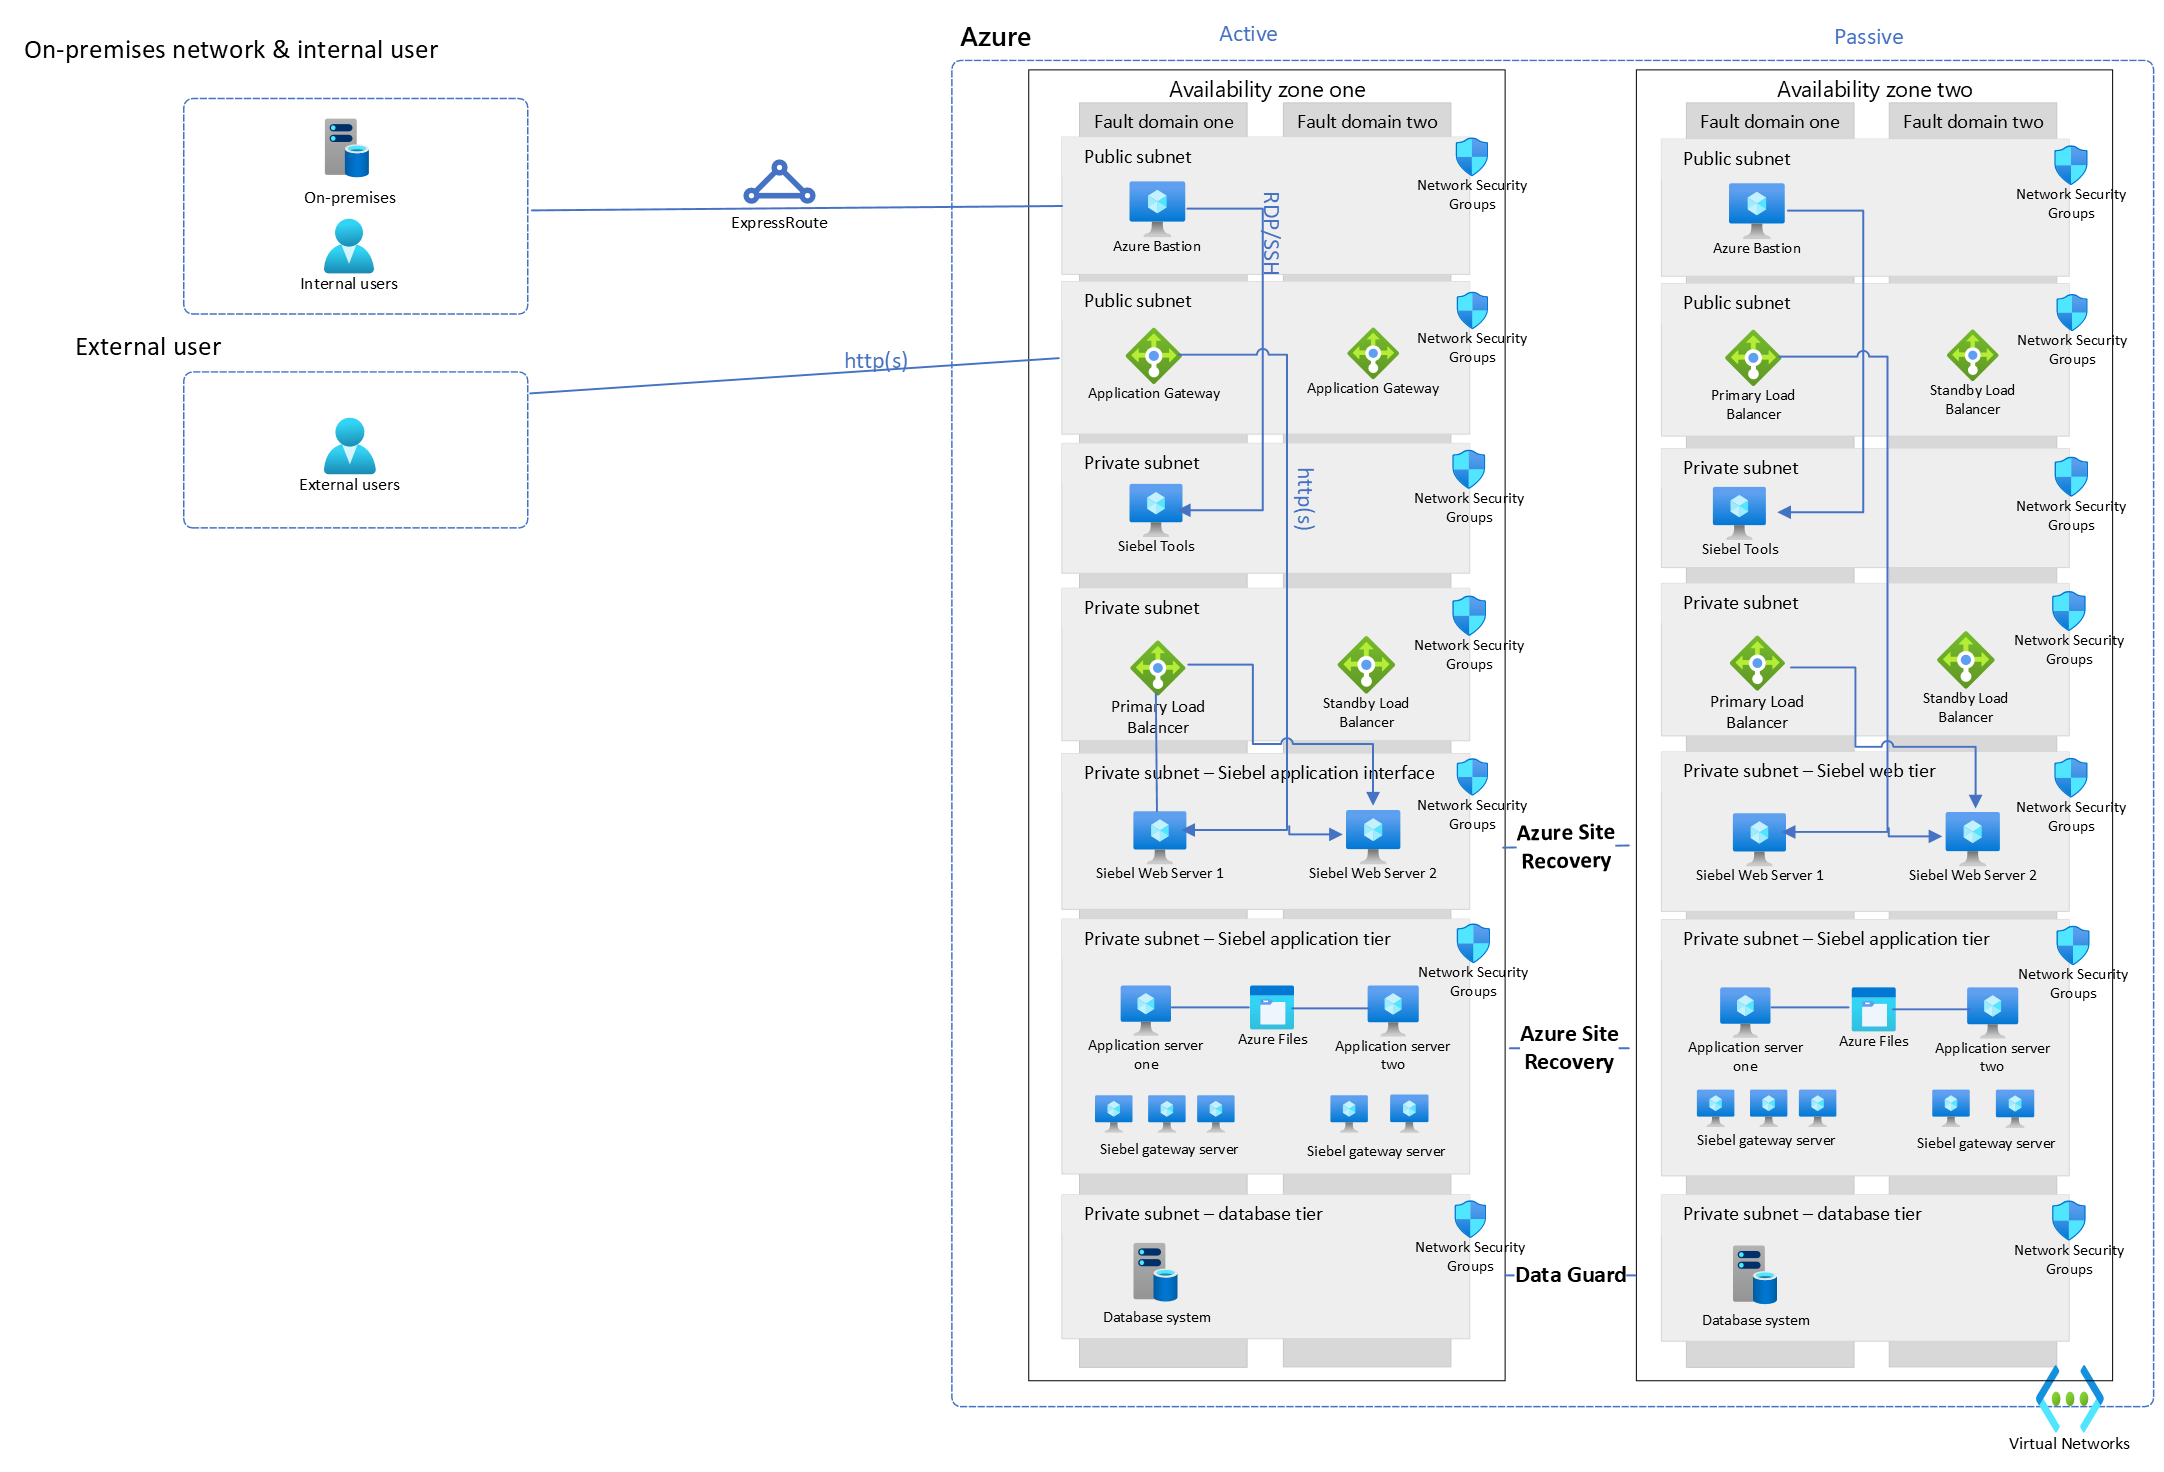 On-premises network & internal user
On-premises
Internal users
External user
External users
ExpressRoute
http(s)
Azure
Active
Passive
Availability zone one
Fault domain one
Fault domain two
Public subnet
Network Security
Groups
Azure Bastion
RDP/SSH
Public subnet
Network Security
Groups
Application Gateway
Application Gateway
Private subnet
http(s)
Network Security
Groups
Siebel Tools
Private subnet
Network Security
Groups
Primary Load
Balancer
Standby Load
Balancer
Private subnet – Siebel application interface
Network Security
Groups
Siebel Web Server 1
Siebel Web Server 2
Private subnet – Siebel application tier
Network Security
Groups
Application server
one
Azure Files
Application server
two
Siebel gateway server
Siebel gateway server
Private subnet – database tier
Network Security
Groups
Database system
Azure Site
Recovery
Azure Site
Recovery
Data Guard
Availability zone two
Fault domain one
Fault domain two
Public subnet
Network Security
Groups
Azure Bastion
Public subnet
Network Security
Groups
Primary Load
Balancer
Standby Load
Balancer
Private subnet
Network Security
Groups
Siebel Tools
Private subnet
Network Security
Groups
Primary Load
Balancer
Standby Load
Balancer
Private subnet – Siebel web tier
Network Security
Groups
Siebel Web Server 1
Siebel Web Server 2
Private subnet – Siebel application tier
Network Security
Groups
Application server
one
Azure Files
Application server
two
Siebel gateway server
Siebel gateway server
Private subnet – database tier
Network Security
Groups
Database system
Virtual Networks